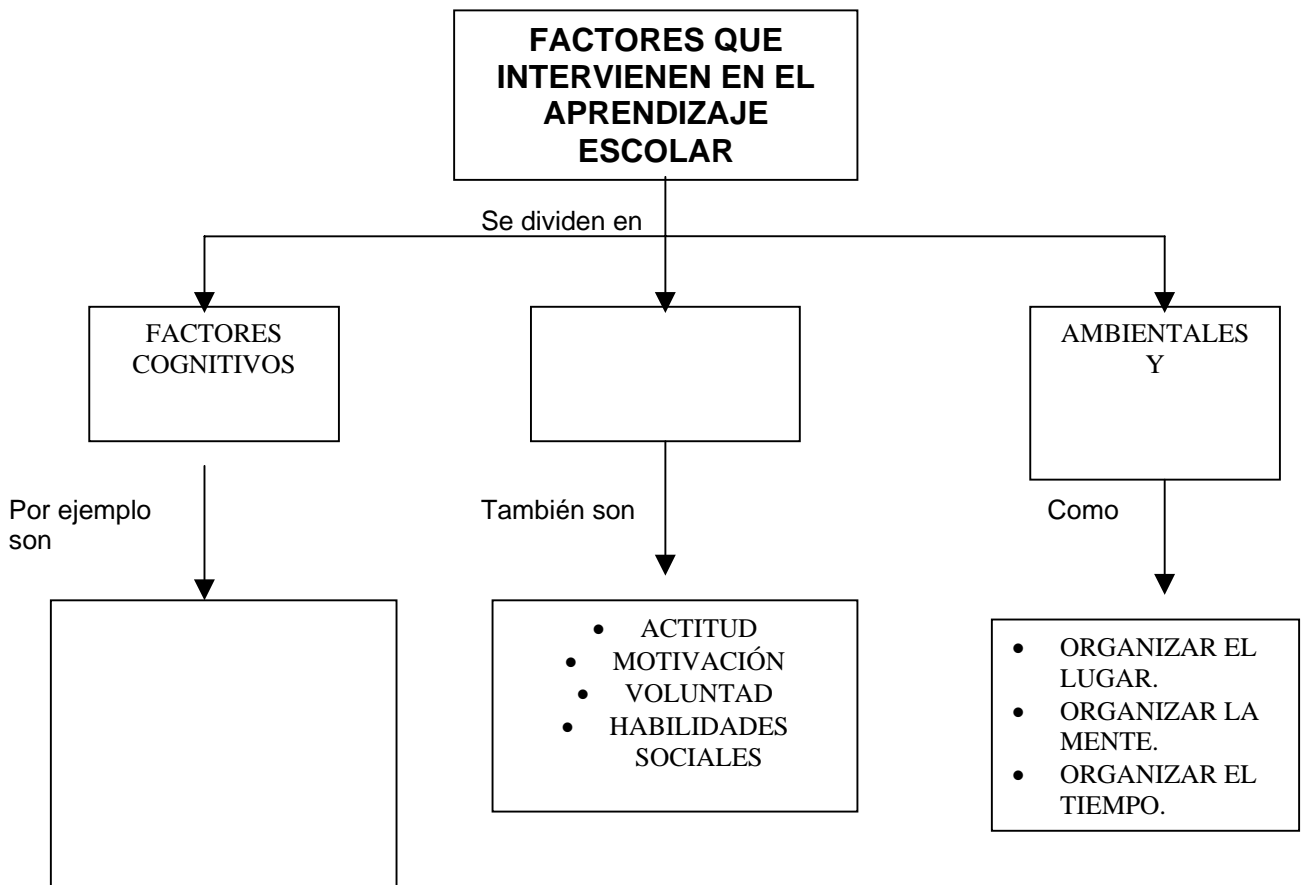 FACTORES QUE
INTERVIENEN EN EL
APRENDIZAJE
ESCOLAR
Se dividen en
FACTORES
COGNITIVOS
AMBIENTALES
Y
Por ejemplo
son
También son
Como
• ACTITUD
• MOTIVACIÓN
• VOLUNTAD
• HABILIDADES
SOCIALES
• ORGANIZAR EL
LUGAR.
• ORGANIZAR LA
MENTE.
• ORGANIZAR EL
TIEMPO.